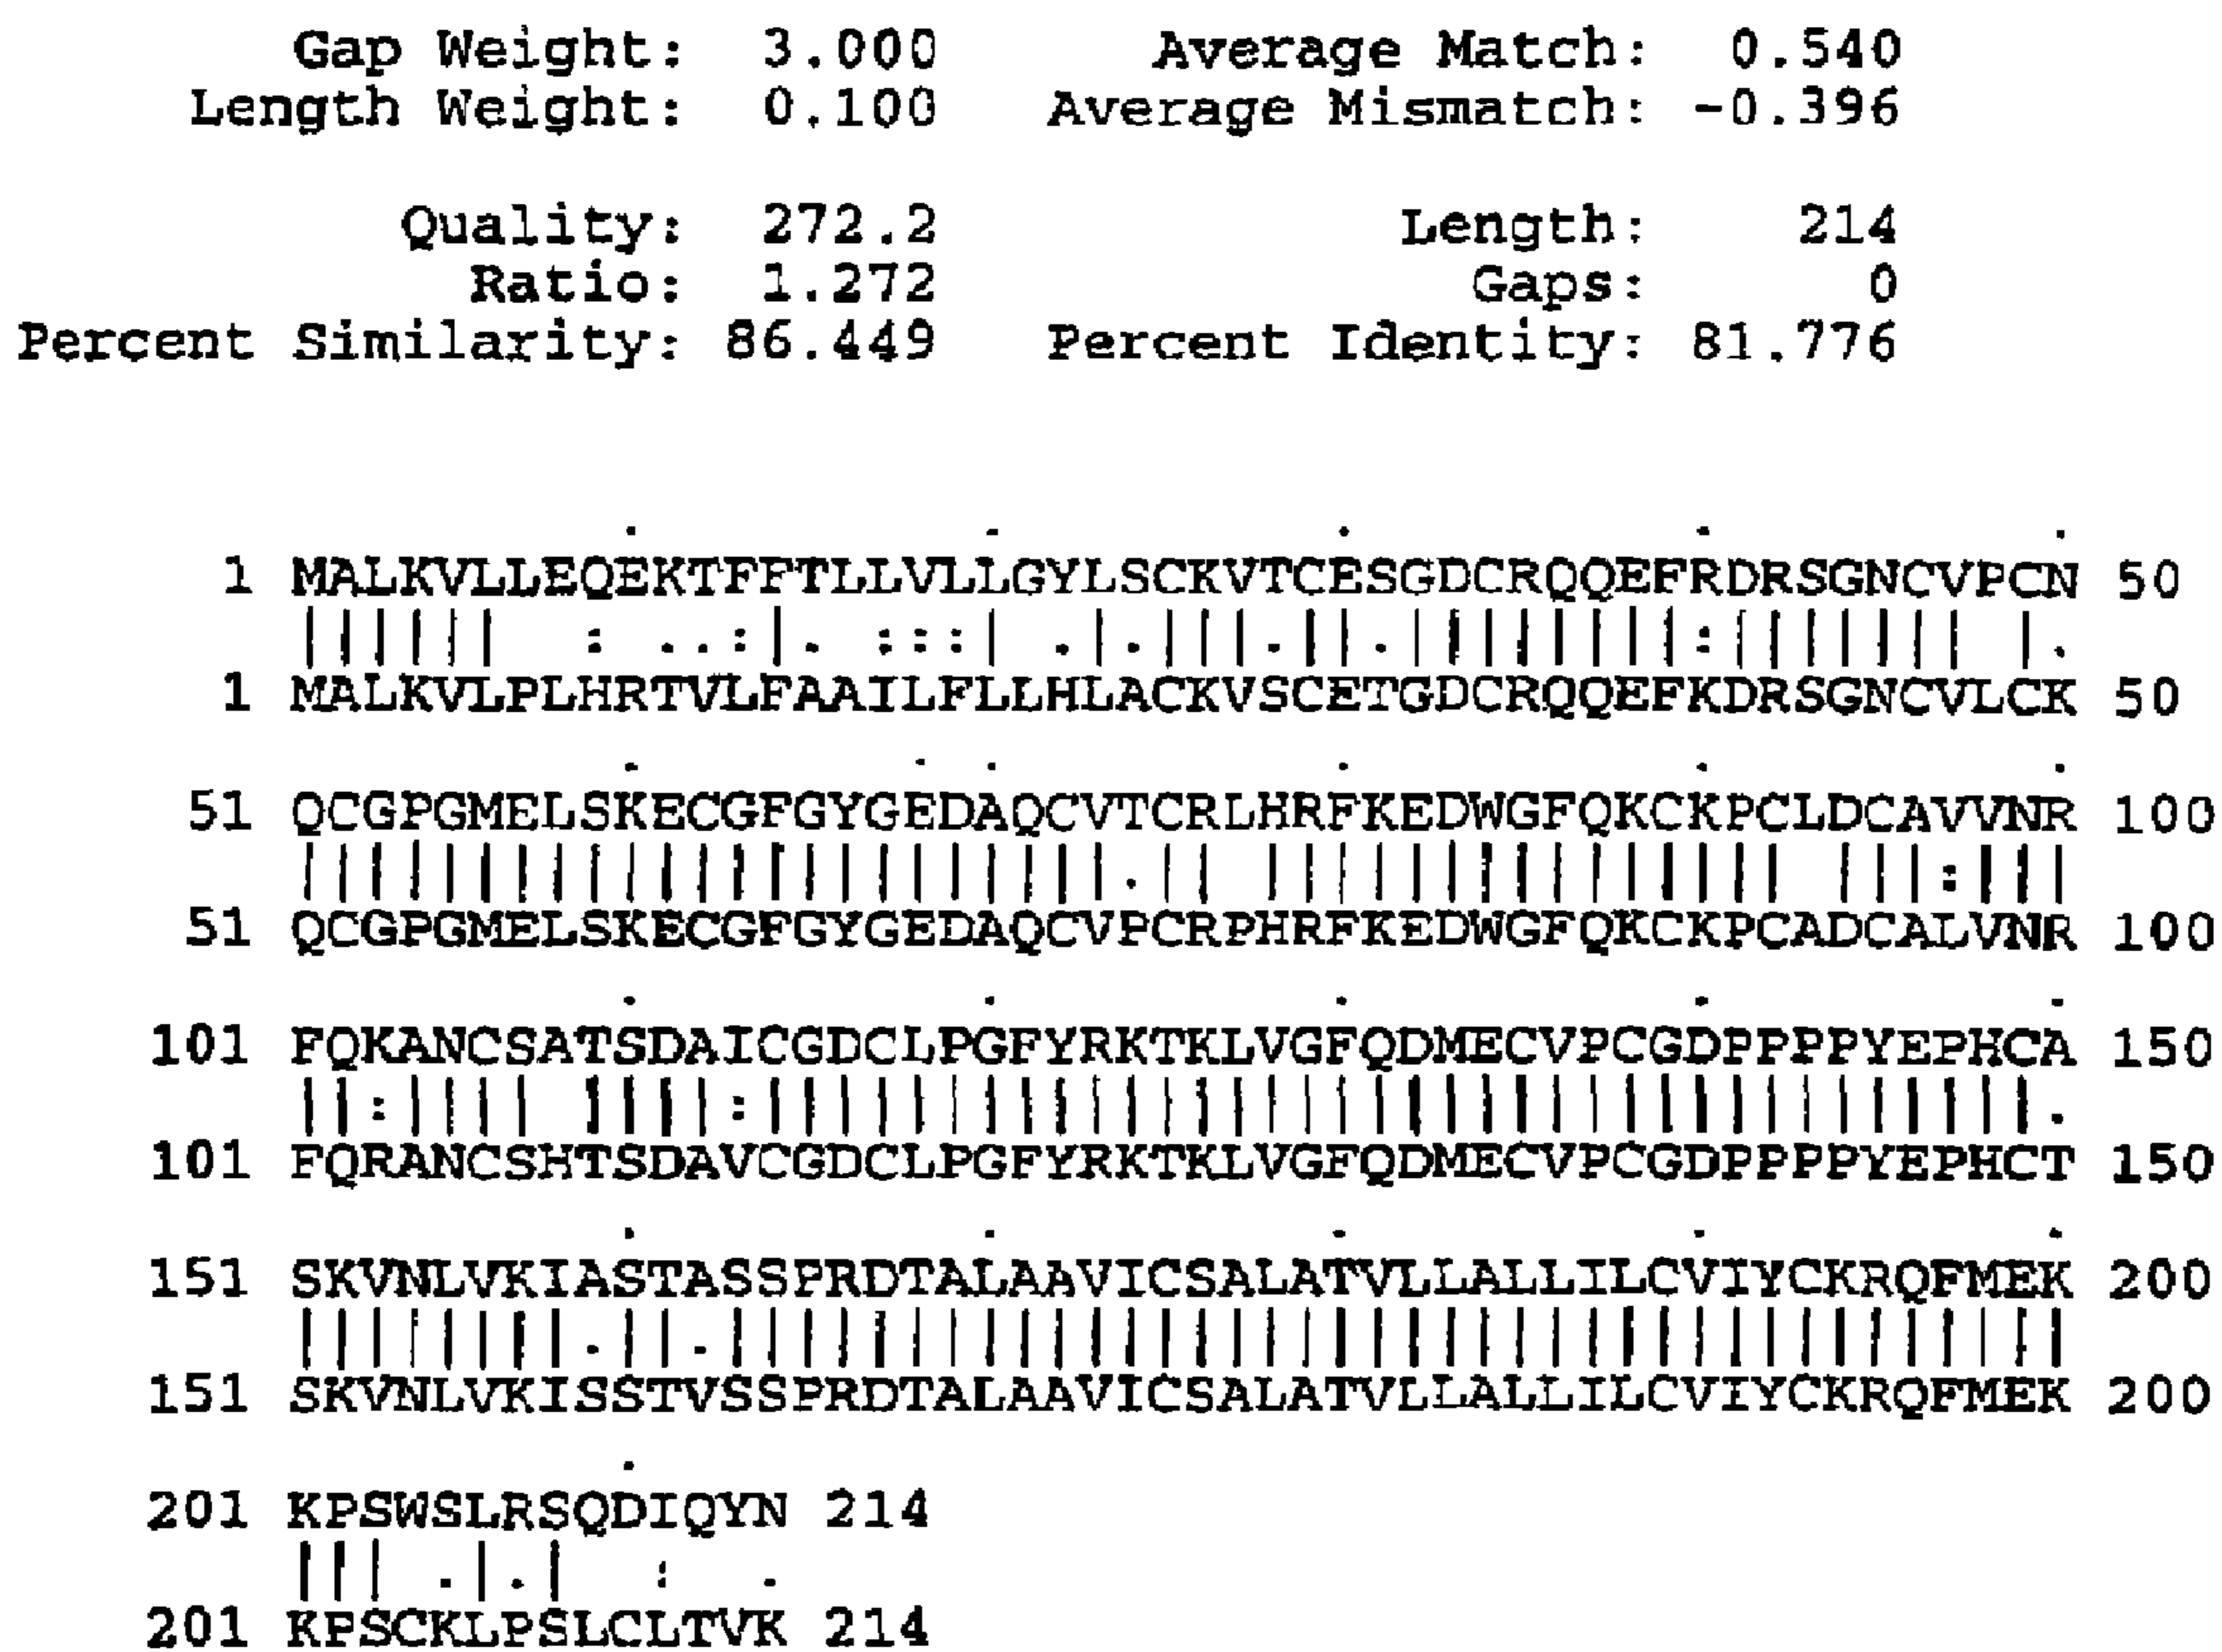 Gap Weight: 3.000 Average Match: 0.540
Length Weight: 0.100 Average Mismatch: -0.396
Quality: 272.2 Length: 214
Ratio: 1.272 Gaps: 0
Percent Similarity: 86.449 Percent Identity: 81.776
. . . . .
1 MALKVLLEQEKTFFTLLVLLGYLSCKVTCESGDCRQQEFRDRSGNCVPCN 50
|||||| : ..:|. :::| .|.|||.||.||||||||:||||||| |.
1 MALKVLPLHRTVLFAAILFLLHLACKVSCETGDCRQQEFKDRSGNCVLCK 50
. . . . . .
51 QCGPGMELSKECGFGYGEDAQCVTCRLHRFKEDWGFQKCKPCLDCAVVNR 100
|||||||||||||||||||||||.|| ||||||||||||||| |||:|||
51 QCGPGMELSKECGFGYGEDAQCVPCRPHRFKEDWGFQKCKPCADCALVNR 100
. . . . .
101 FQKANCSATSDAICGDCLPGFYRKTKLVGFQDMECVPCGDPPPPYEPHCA 150
||:|||| ||||:||||||||||||||||||||||||||||||||||||.
101 FQRANCSHTSDAVCGDCLPGFYRKTKLVGFQDMECVPCGDPPPPYEPHCT 150
. . . . .
151 SKVNLVKIASTASSPRDTALAAVICSALATVLLALLILCVIYCKRQFMEK 200
||||||||.||.||||||||||||||||||||||||||||||||||||||
151 SKVNLVKISSTVSSPRDTALAAVICSALATVLLALLILCVIYCKRQFMEK 200
.
201 KPSWSLRSQDIQYN 214
||| .|.| : .
201 KPSCKLPSLCLTVK 214